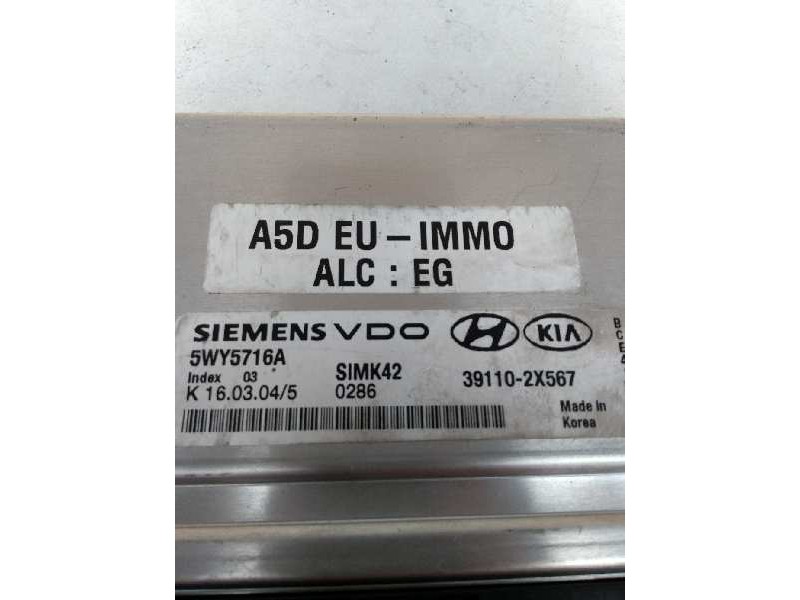 A5D EU – IMMO
ALC : EG
SIEMENS VDO KIA
5WY5716A SIMK42 39110-2X567
Index 03
K 16.03.04/5 0286
Made In
Korea
B
C
E
4